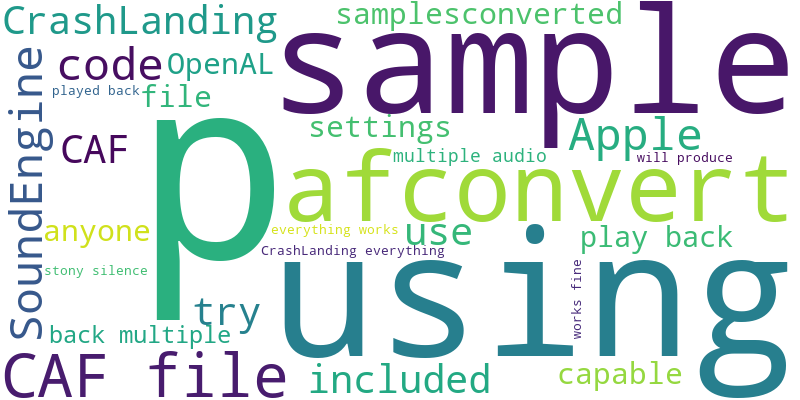 CrashLanding
samplesconverted
sample
code
OpenAL
played back
file
SoundEngine
CAF
p
settings
Apple
multiple audio
will produce
afconvert
anyone
everything works
use
play back
CrashLanding everything
stony silence
using
works fine
try
back multiple
CAF file
included
capable